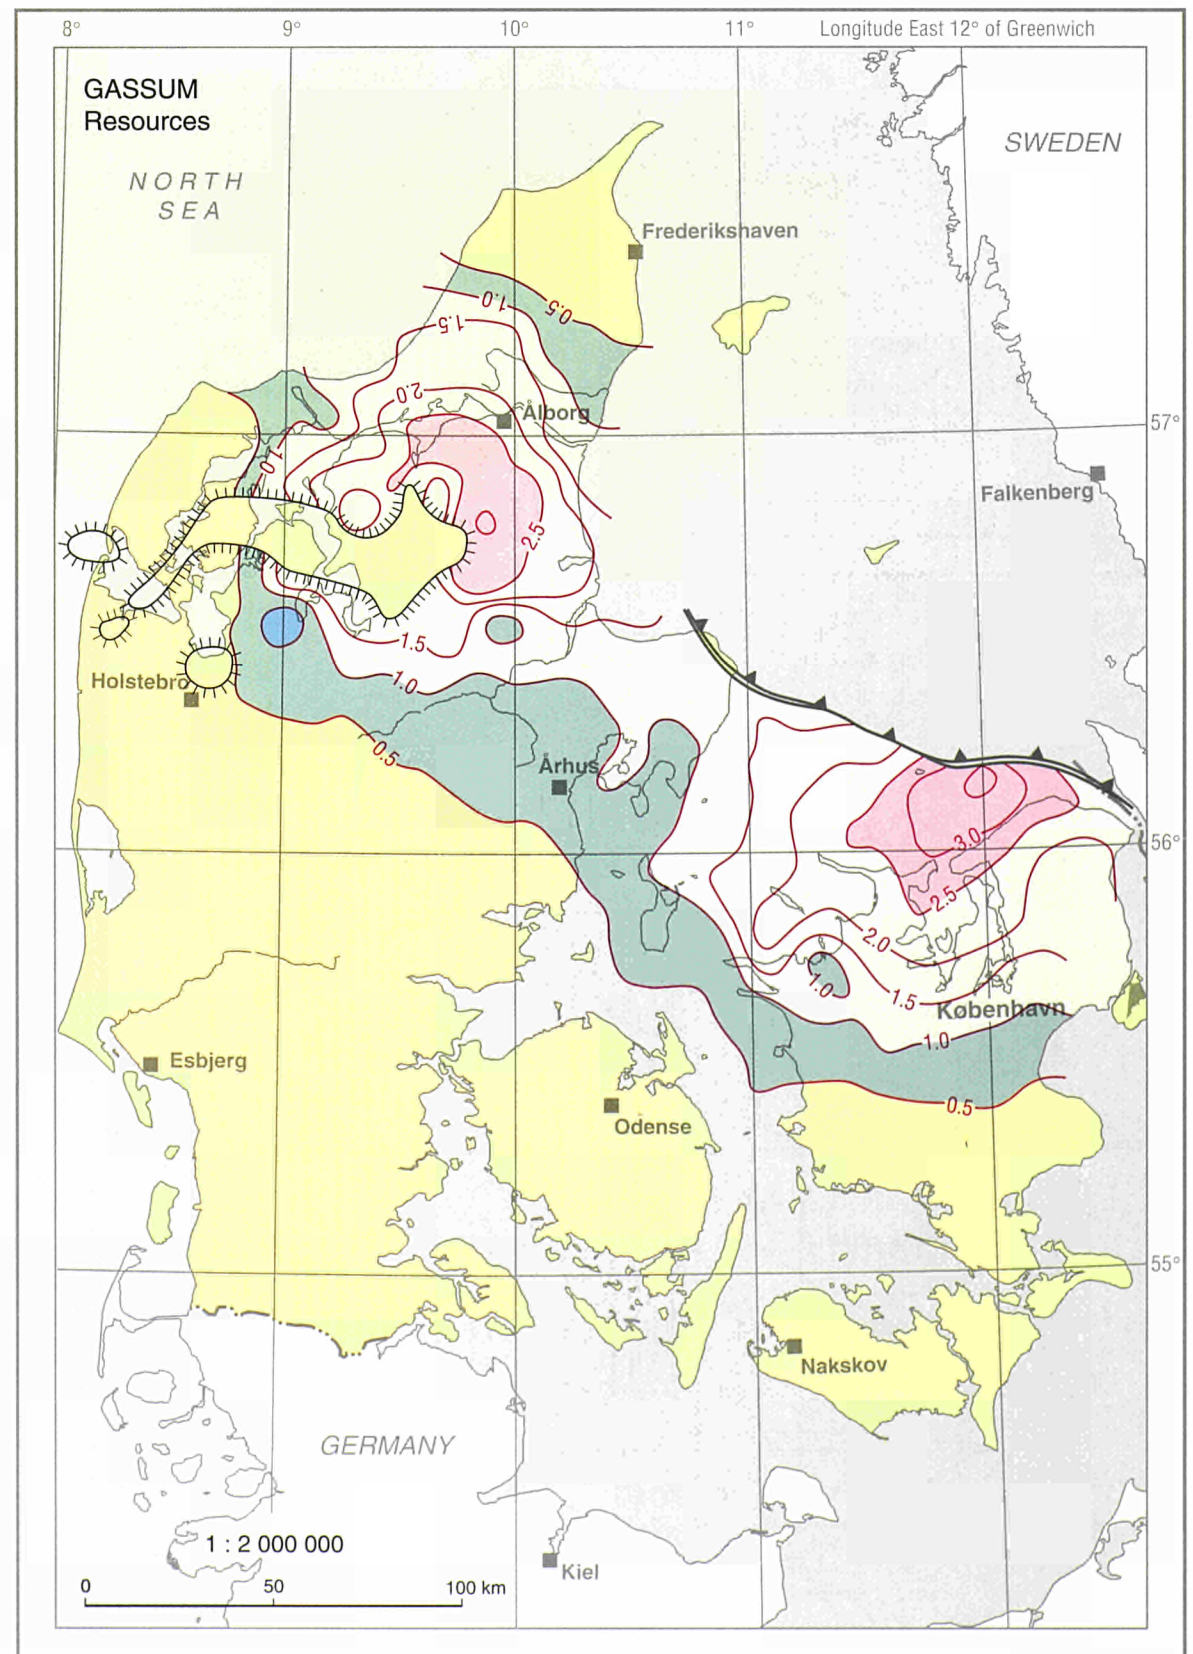 8°
9°
10°
11°
Longitude East 12° of Greenwich
GASSUM
Resources
NORTH
SEA
SWEDEN
Frederikshaven
0.5
1.0
1.5
2.0
Ålborg
57°
1.0
Falkenberg
2.5
1.5
1.0
Holstebro
0.5
Århus
3.0
56°
2.5
2.0
1.0
1.5
København
1.0
Esbjerg
0.5
Odense
55°
Nakskov
GERMANY
1 : 2 000 000
Kiel
0
50
100 km